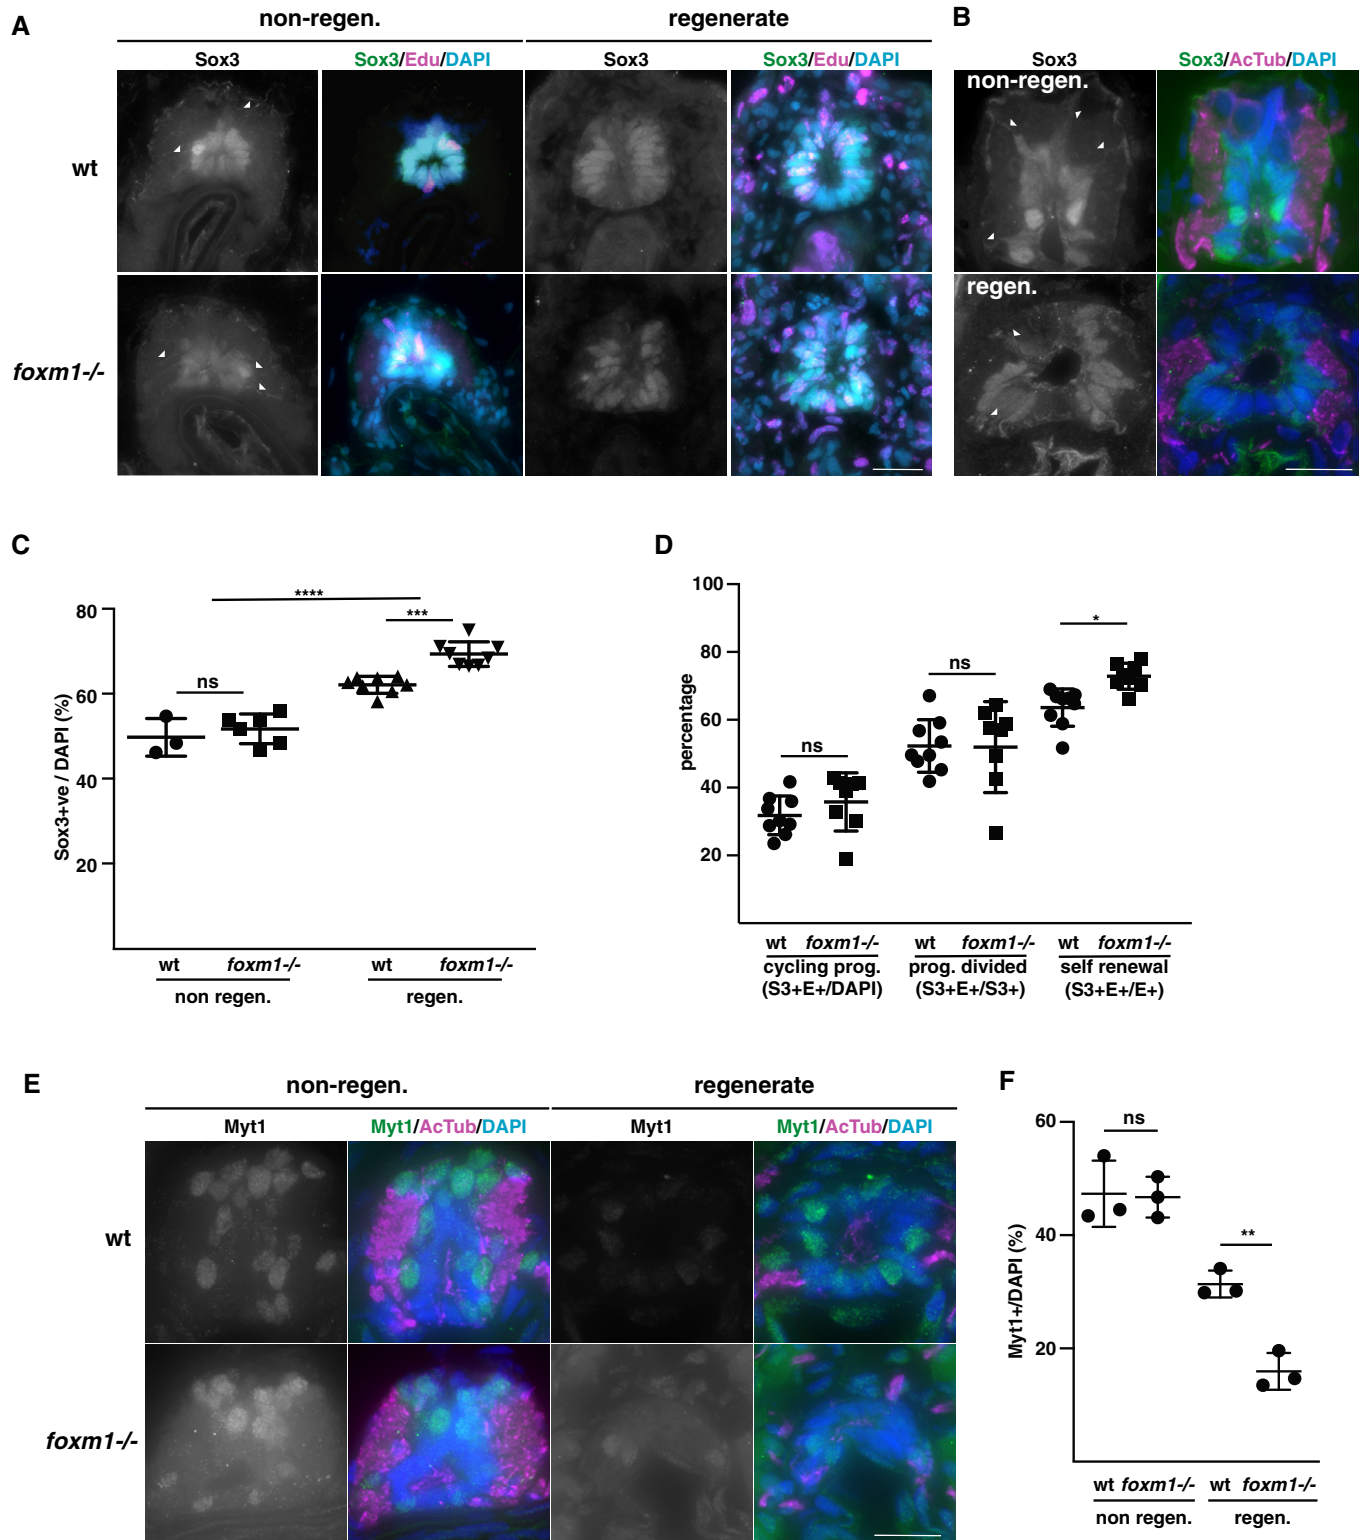 A
non-regen.
regenerate
Sox3
Sox3/Edu/DAPI
Sox3
Sox3/Edu/DAPI
wt
foxm1-/-
B
Sox3
Sox3/AcTub/DAPI
non-regen.
regen.
C
Sox3+ve / DAPI (%)
80
60
40
20
ns
****
***
wt
foxm1-/-
wt
foxm1-/-
non regen.
regen.
D
percentage
100
80
60
40
20
ns
ns
*
wt
foxm1-/-
wt
foxm1-/-
wt
foxm1-/-
cycling prog.
(S3+E+/DAPI)
prog. divided
(S3+E+/S3+)
self renewal
(S3+E+/E+)
E
non-regen.
regenerate
Myt1
Myt1/AcTub/DAPI
Myt1
Myt1/AcTub/DAPI
wt
foxm1-/-
F
Myt1+/DAPI (%)
60
40
20
ns
**
wt foxm1-/-
wt foxm1-/-
non regen.
regen.